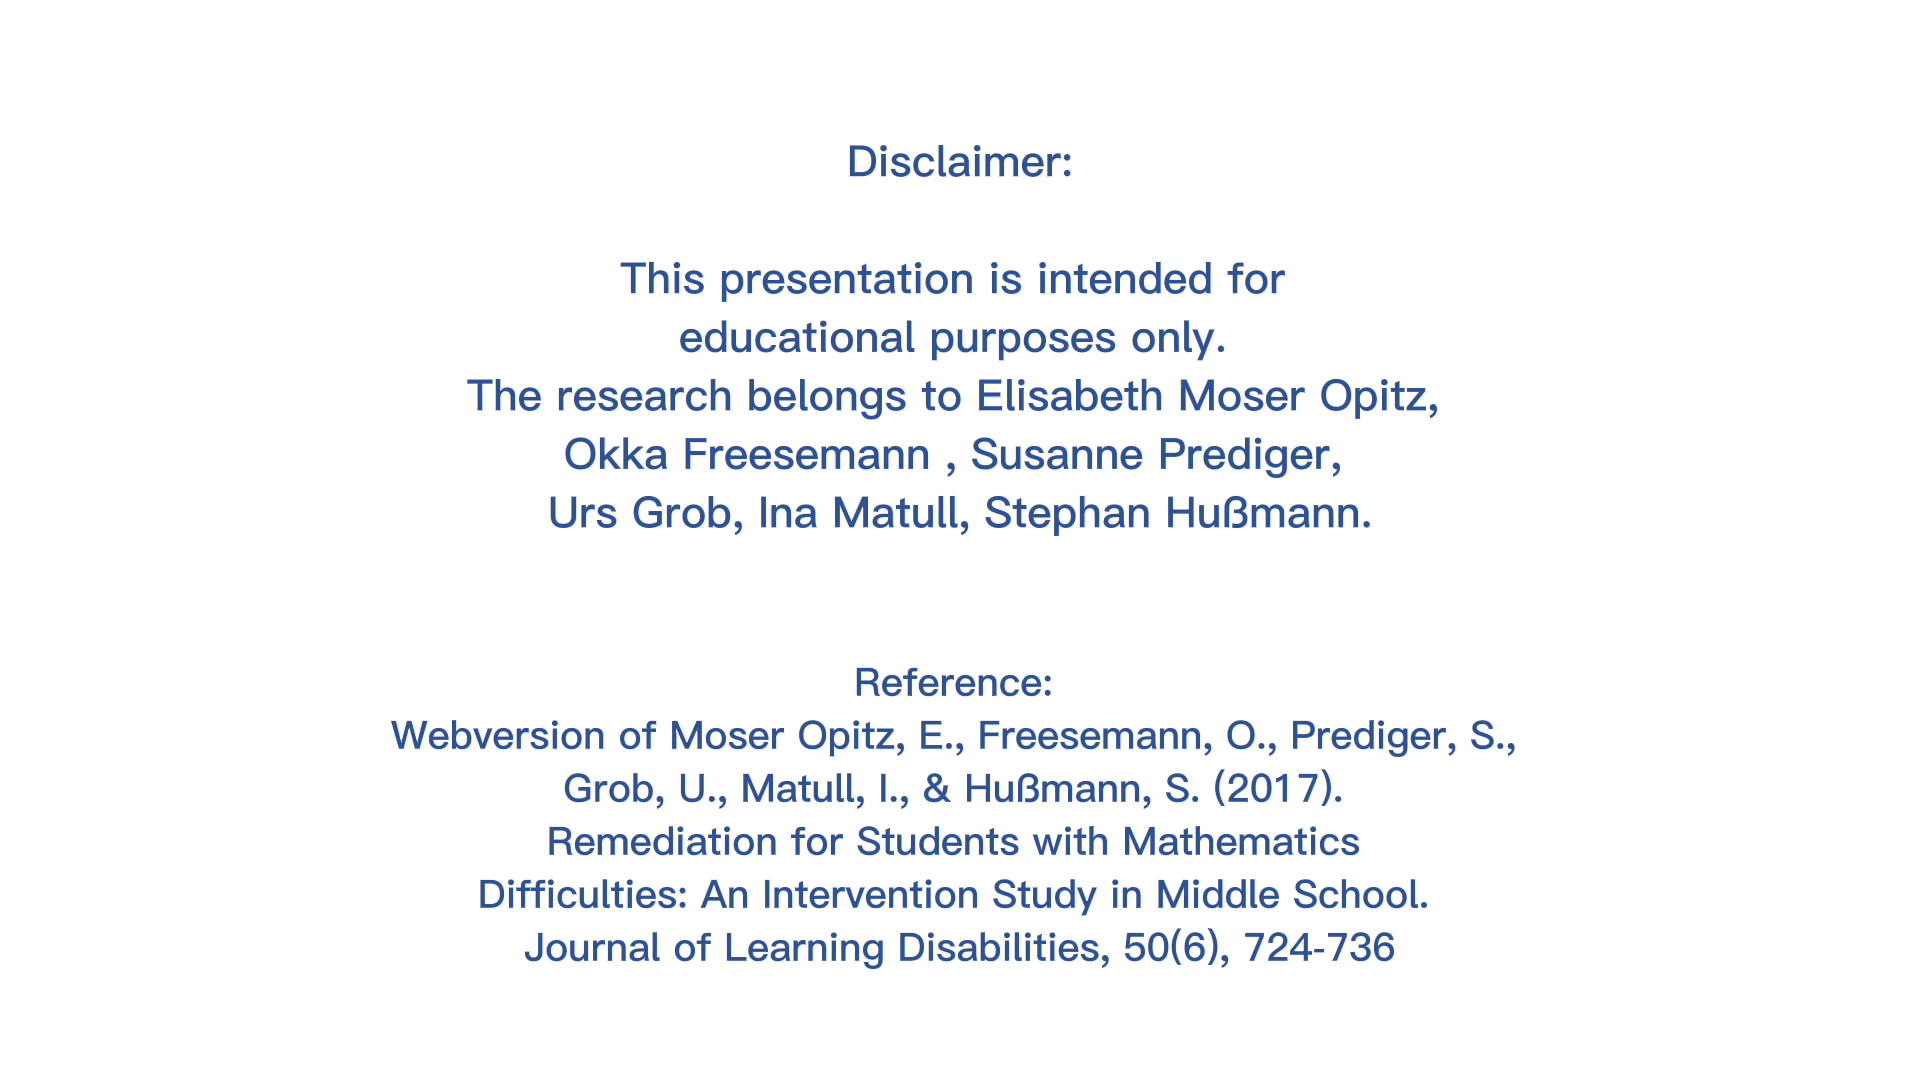 Disclaimer:
This presentation is intended for
educational purposes only.
The research belongs to Elisabeth Moser Opitz,
Okka Freesemann , Susanne Prediger,
Urs Grob, Ina Matull, Stephan Hußmann.
Reference:
Webversion of Moser Opitz, E., Freesemann, O., Prediger, S.,
Grob, U., Matull, I., & Hußmann, S. (2017).
Remediation for Students with Mathematics
Difficulties: An Intervention Study in Middle School.
Journal of Learning Disabilities, 50(6), 724-736